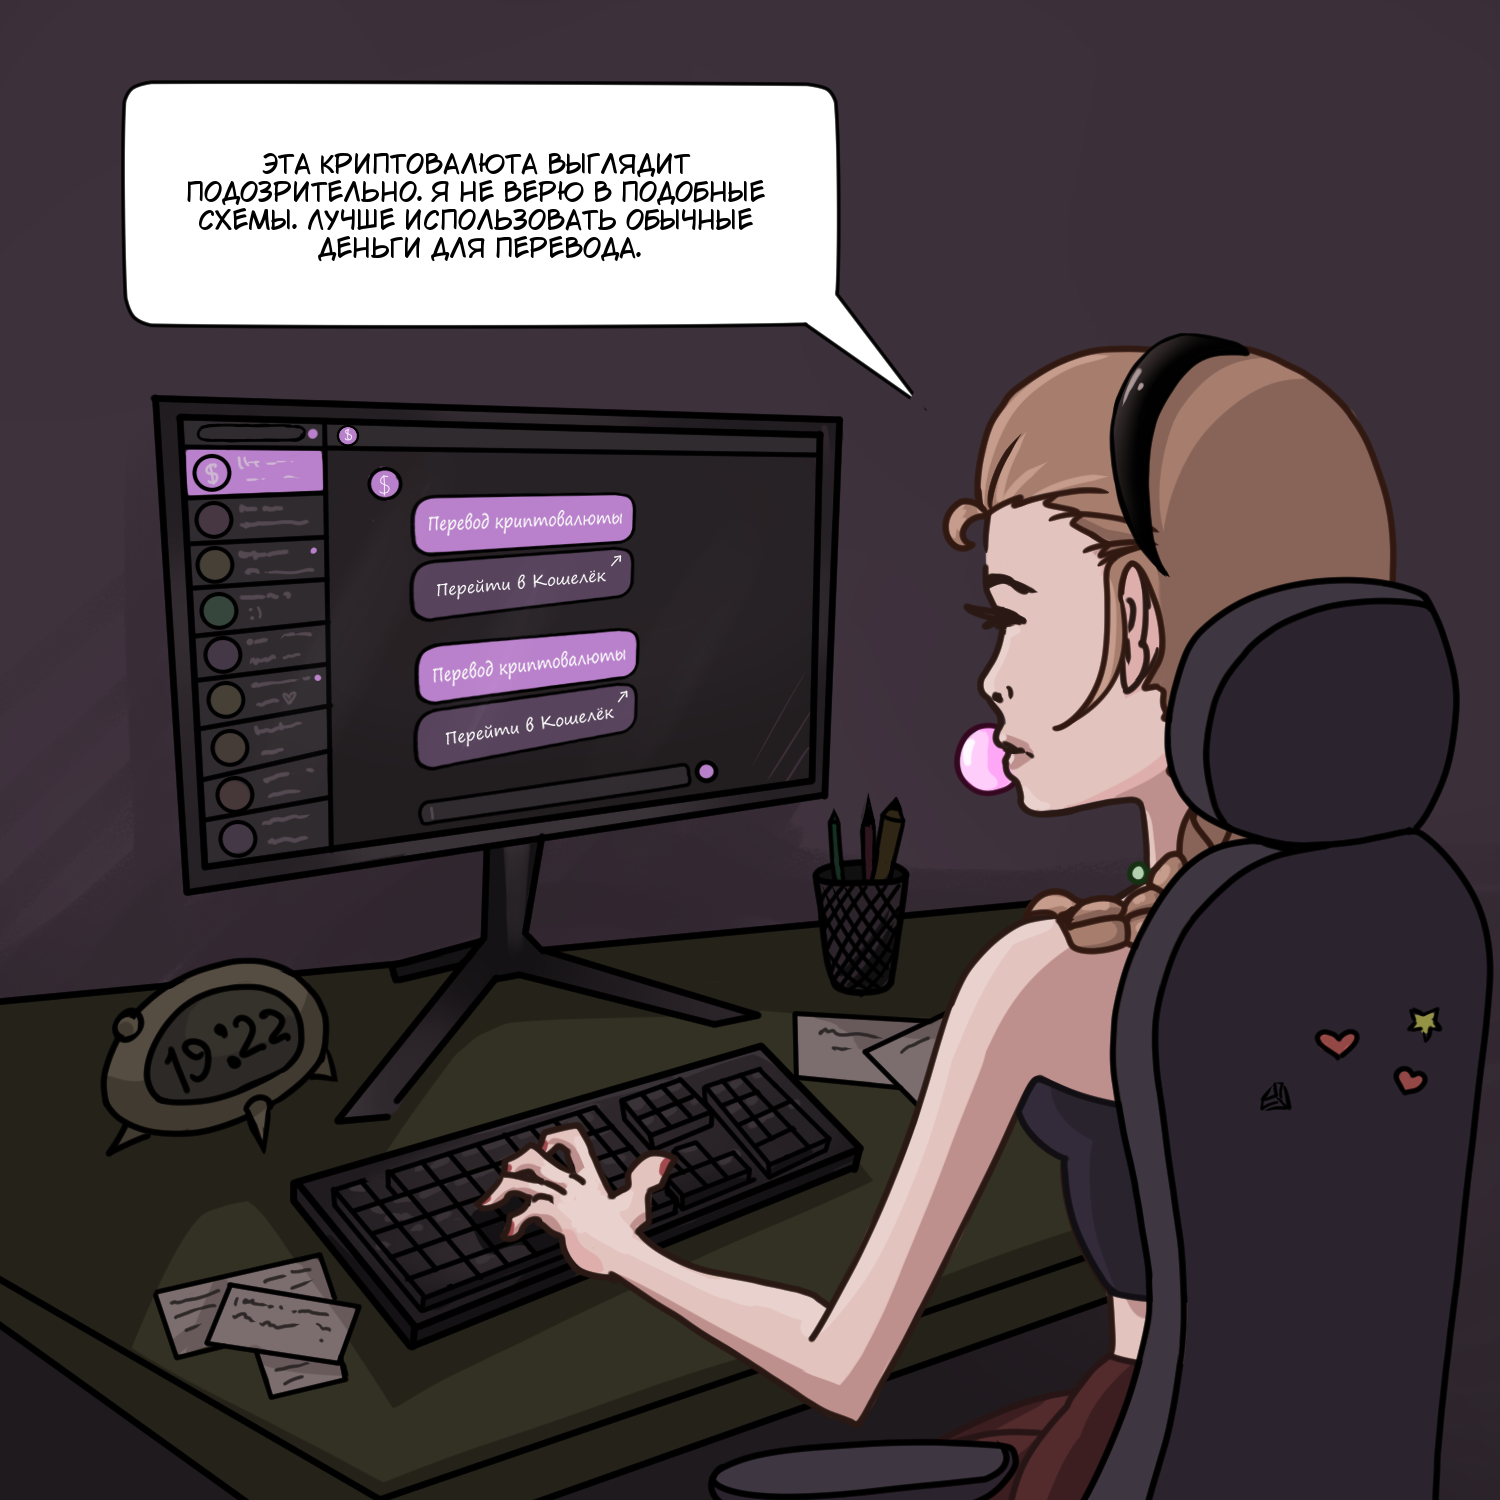 ЭТА КРИПТОВАЛЮТА ВЫГЛЯДИТ
ПОДОЗРИТЕЛЬНО. Я НЕ ВЕРЮ В ПОДОБНЫЕ
СХЕМЫ. ЛУЧШЕ ИСПОЛЬЗОВАТЬ ОБЫЧНЫЕ
ДЕНЬГИ ДЛЯ ПЕРЕВОДА.
$
$
$
Перевод криптовалюты
Перейти в Кошелёк
Перевод криптовалюты
Перейти в Кошелёк
:)
19:22